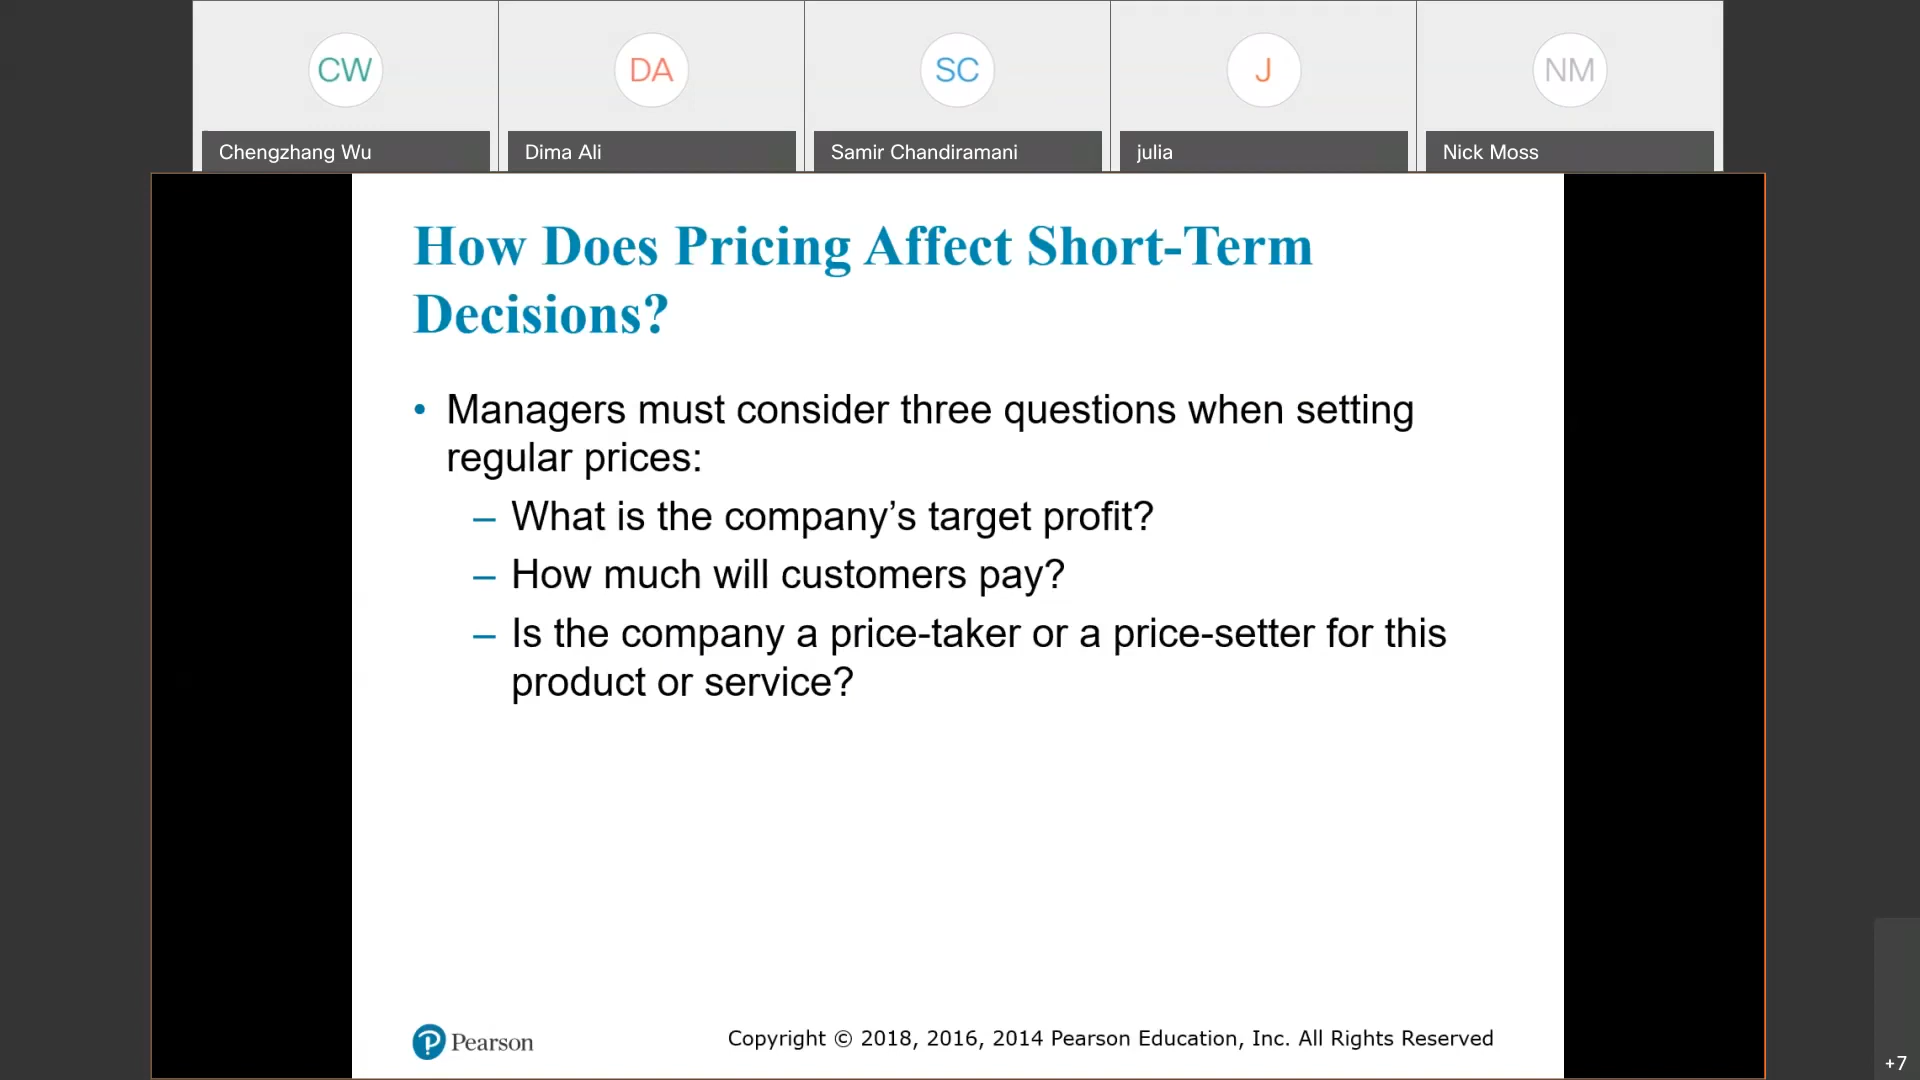 CW
DA
SC
J
NM
Chengzhang Wu
Dima Ali
Samir Chandiramani
julia
Nick Moss
How Does Pricing Affect Short-Term
Decisions?
• Managers must consider three questions when setting
regular prices:
– What is the company’s target profit?
– How much will customers pay?
– Is the company a price-taker or a price-setter for this
product or service?
Pearson
Copyright © 2018, 2016, 2014 Pearson Education, Inc. All Rights Reserved
+7